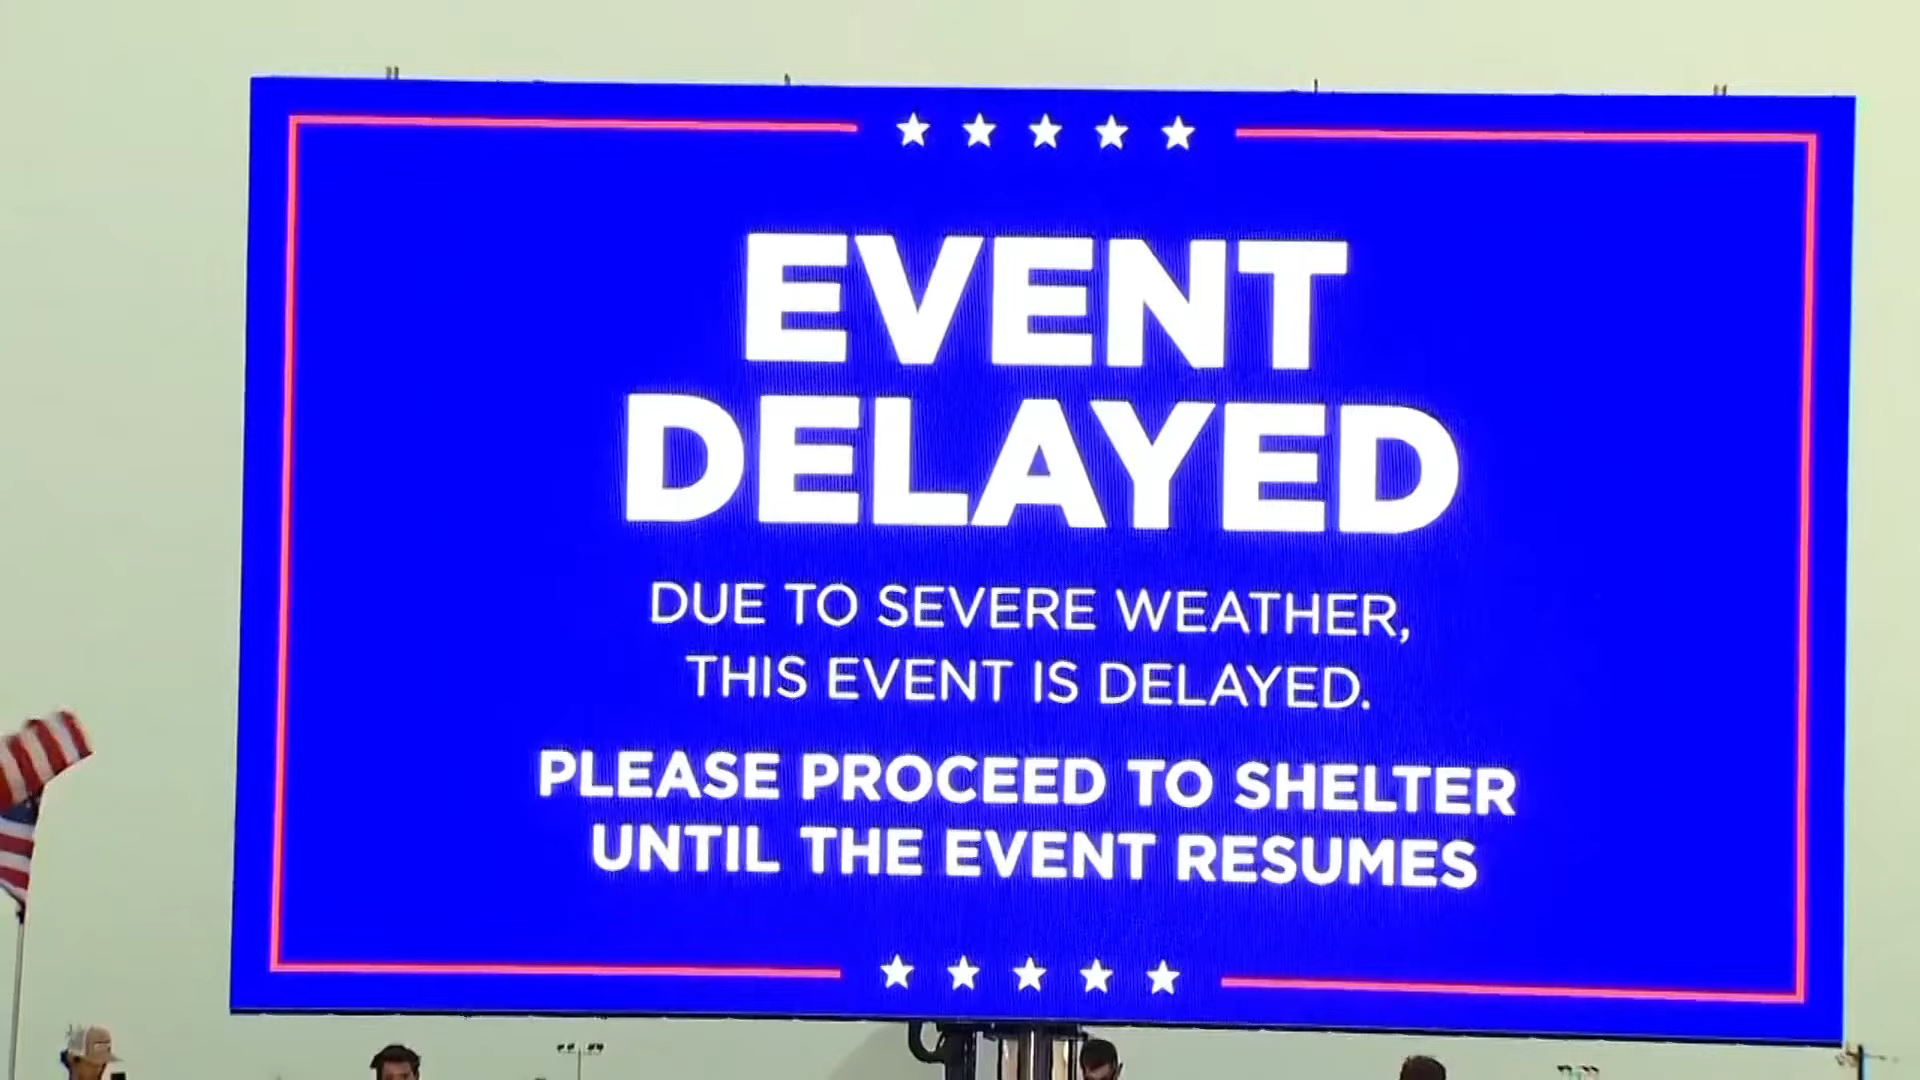 EVENT
DELAYED
DUE TO SEVERE WEATHER,
THIS EVENT IS DELAYED.
PLEASE PROCEED TO SHELTER
UNTIL THE EVENT RESUMES